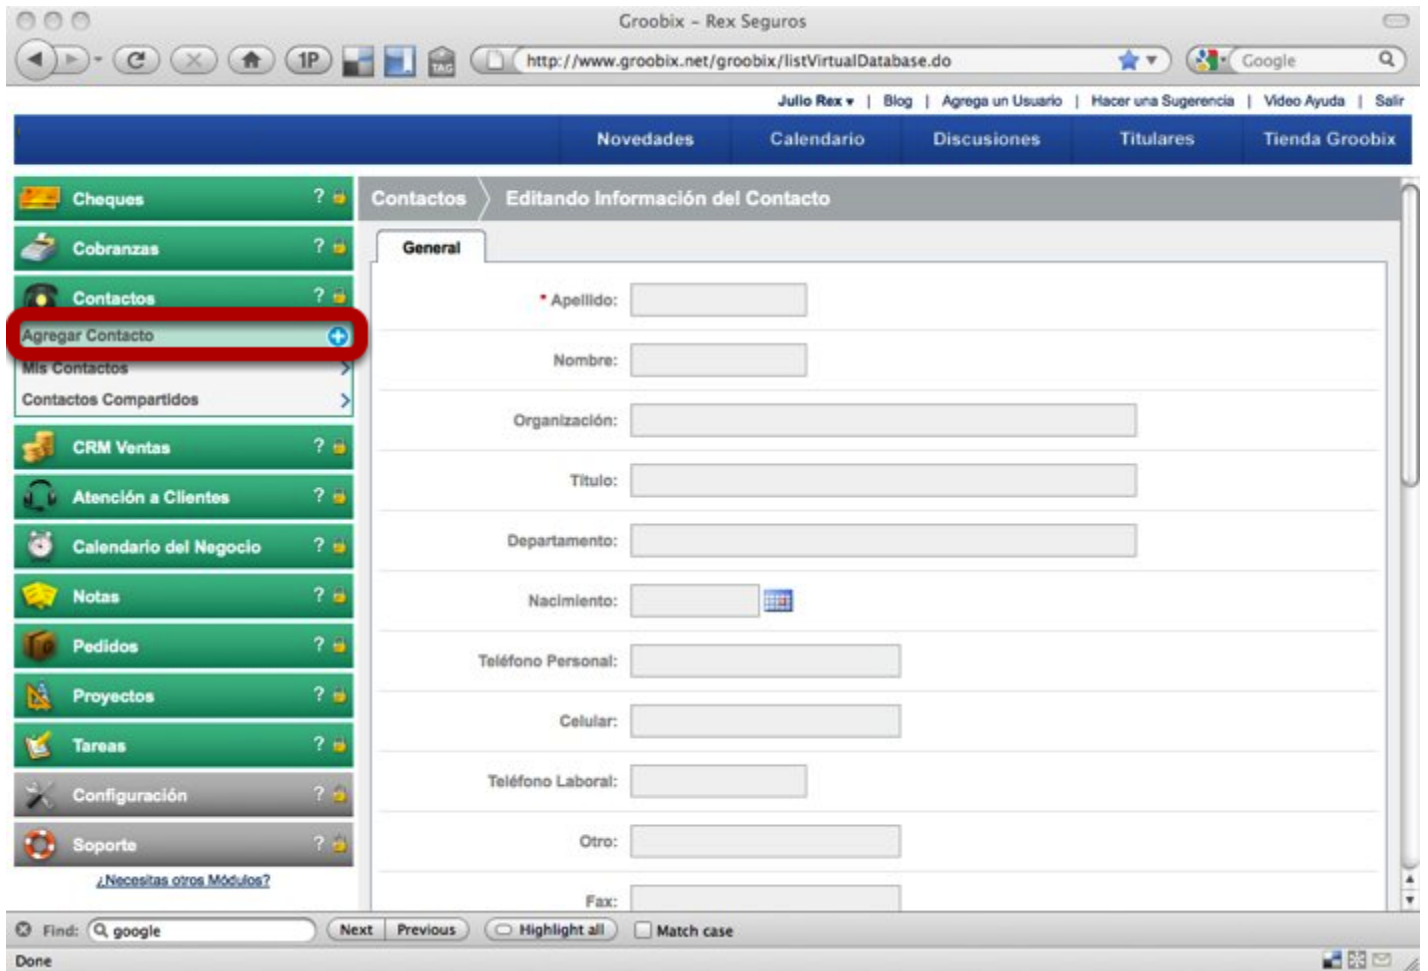 Groobix – Rex Seguros
1P
TAG
http://www.groobix.net/groobix/listVirtualDatabase.do
Google
Julio Rex ▾ | Blog | Agrega un Usuario | Hacer una Sugerencia | Video Ayuda | Salir
Novedades Calendario Discusiones Titulares Tienda Groobix
Cheques ?
Cobranzas ?
Contactos ?
Agregar Contacto
Mis Contactos
Contactos Compartidos
CRM Ventas ?
Atención a Clientes ?
Calendario del Negocio ?
Notas ?
Pedidos ?
Proyectos ?
Tareas ?
Configuración ?
Soporte ?
¿Necesitas otros Módulos?
Contactos Editando Información del Contacto
General
* Apellido:
Nombre:
Organización:
Título:
Departamento:
Nacimiento:
Teléfono Personal:
Celular:
Teléfono Laboral:
Otro:
Fax:
Find: google Next Previous Highlight all Match case
Done